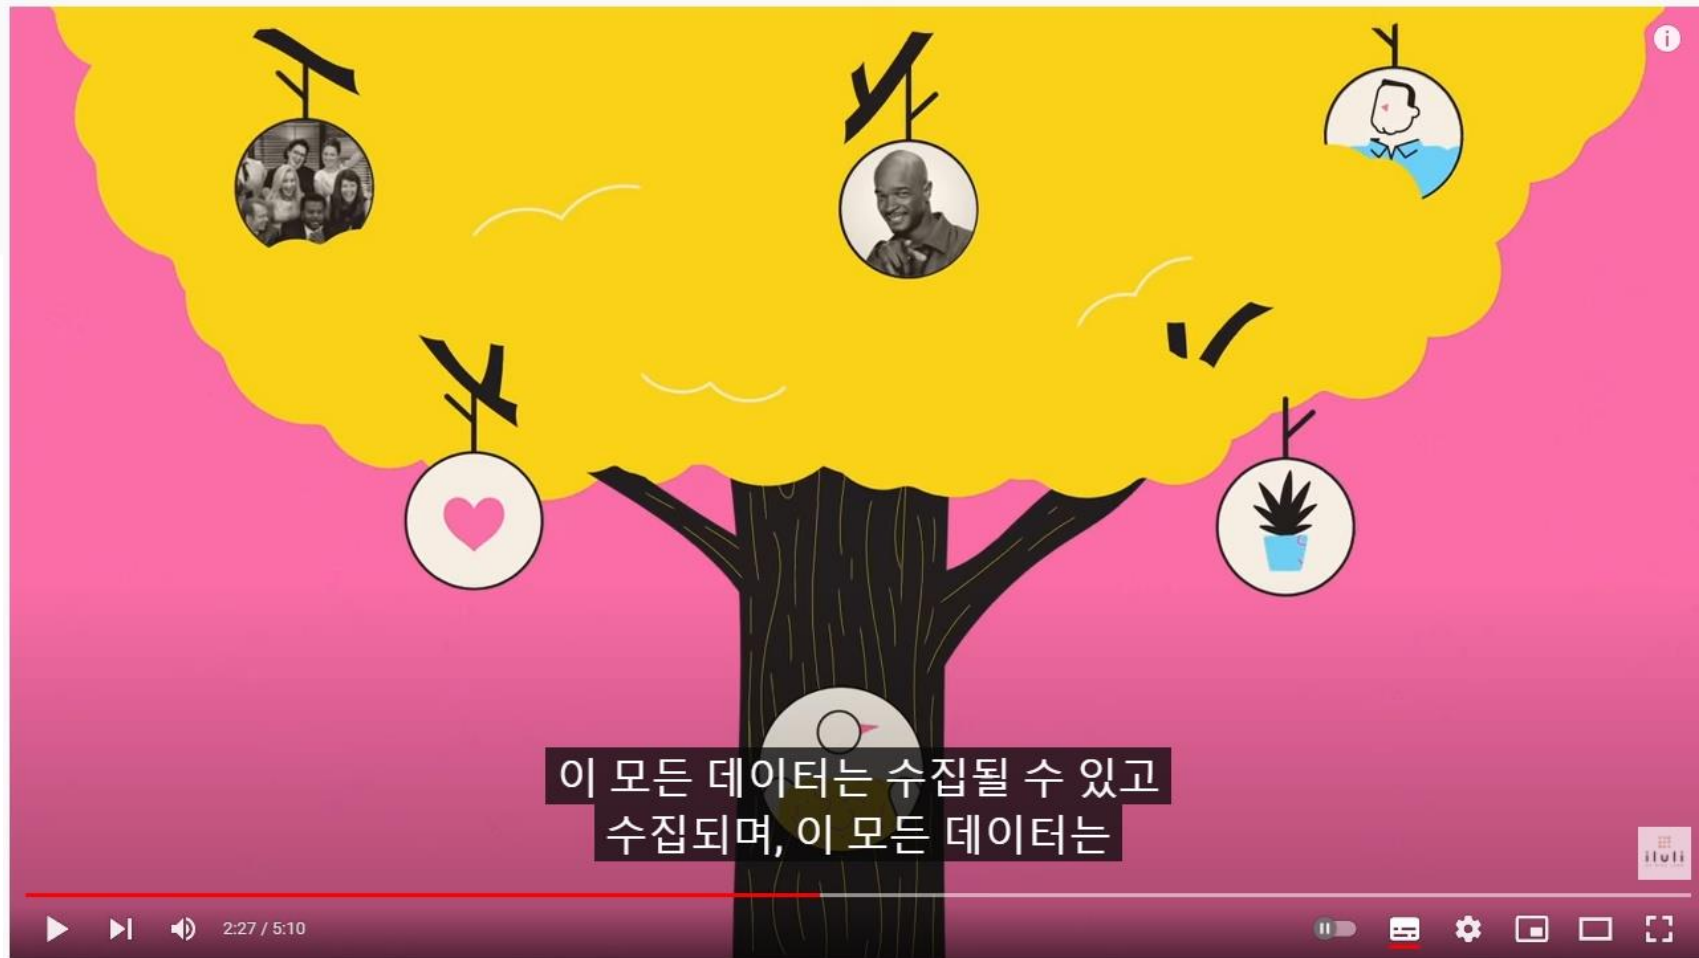 이 모든 데이터는 수집될 수 있고
수집되며, 이 모든 데이터는
iluli
2:27 / 5:10